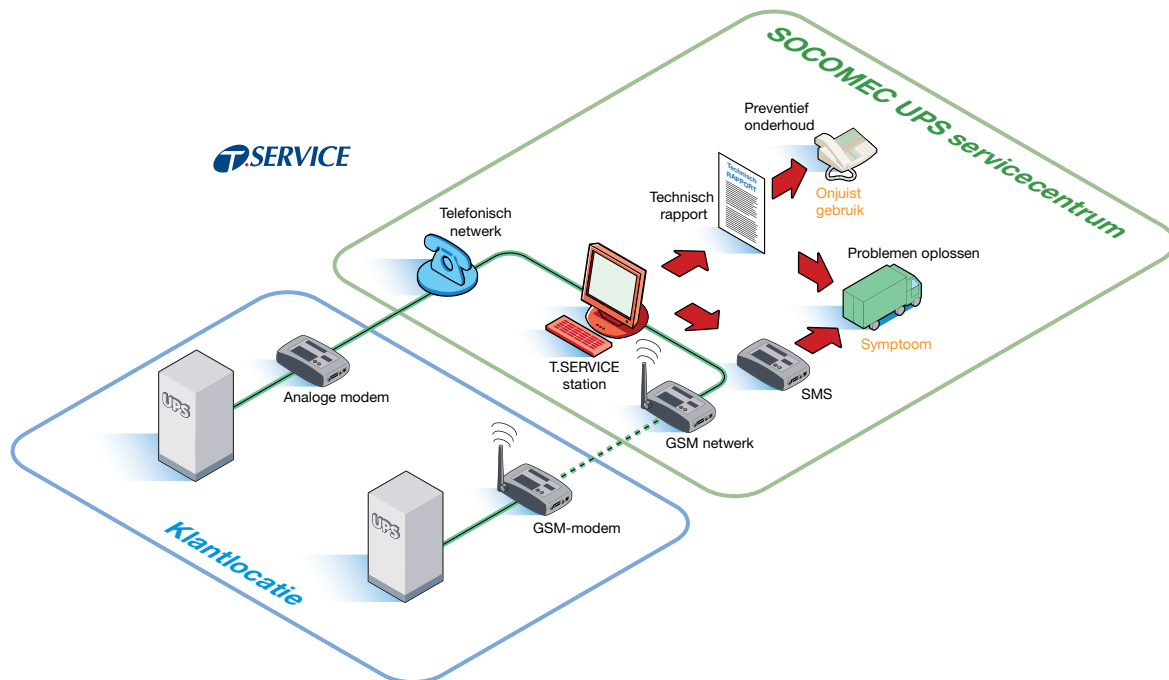 SOCOMEC UPS servicecentrum
T.SERVICE
Preventief
onderhoud
Technisch
RAPPORT
Onjuist
gebruik
Technisch
rapport
Telefonisch
netwerk
Problemen oplossen
Symptoom
T.SERVICE
station
SMS
Analoge modem
UPS
GSM netwerk
GSM-modem
UPS
Klantlocatie